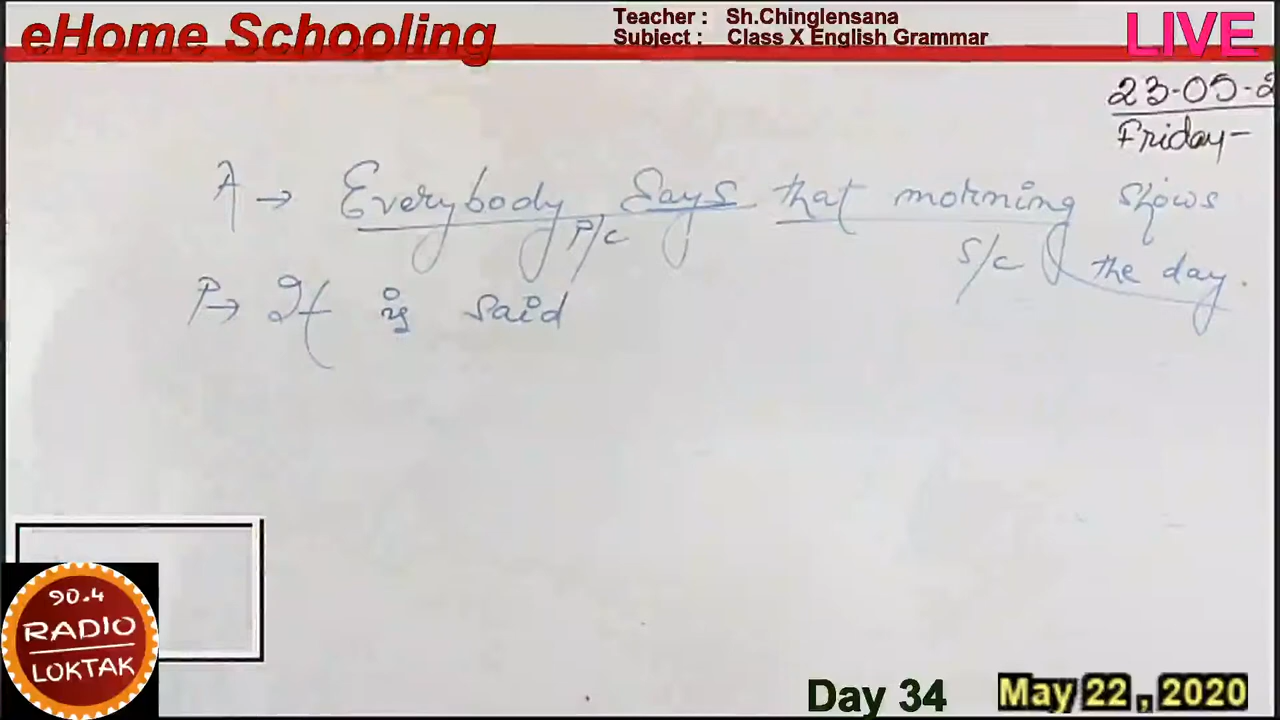 eHome Schooling
Teacher : Sh.Chinglensana
Subject : Class X English Grammar
LIVE
23-05-2
Friday-
A → Everybody says that morning shows
P/C
S/C the day.
P→ It is said
90.4
RADIO
LOKTAK
Day 34
May 22 , 2020